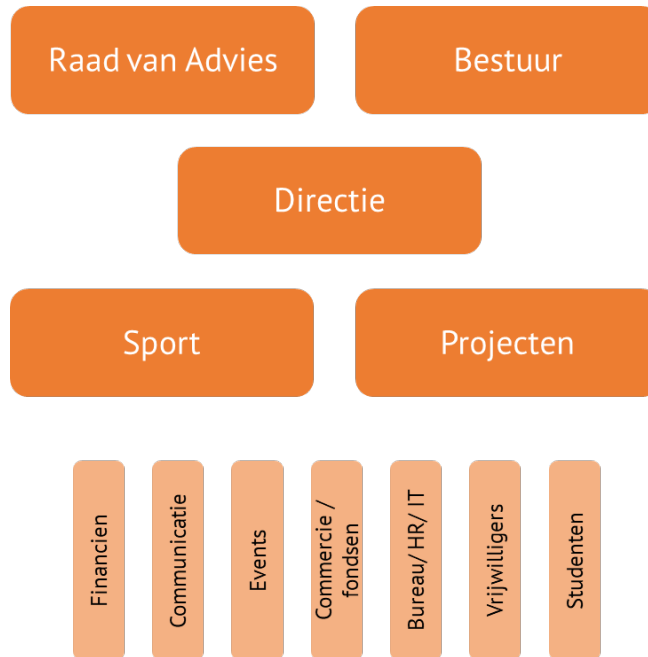 Raad van Advies
Bestuur
Directie
Sport
Projecten
Financien
Communicatie
Events
Commercie /
fondsen
Bureau/ HR/ IT
Vrijwilligers
Studenten